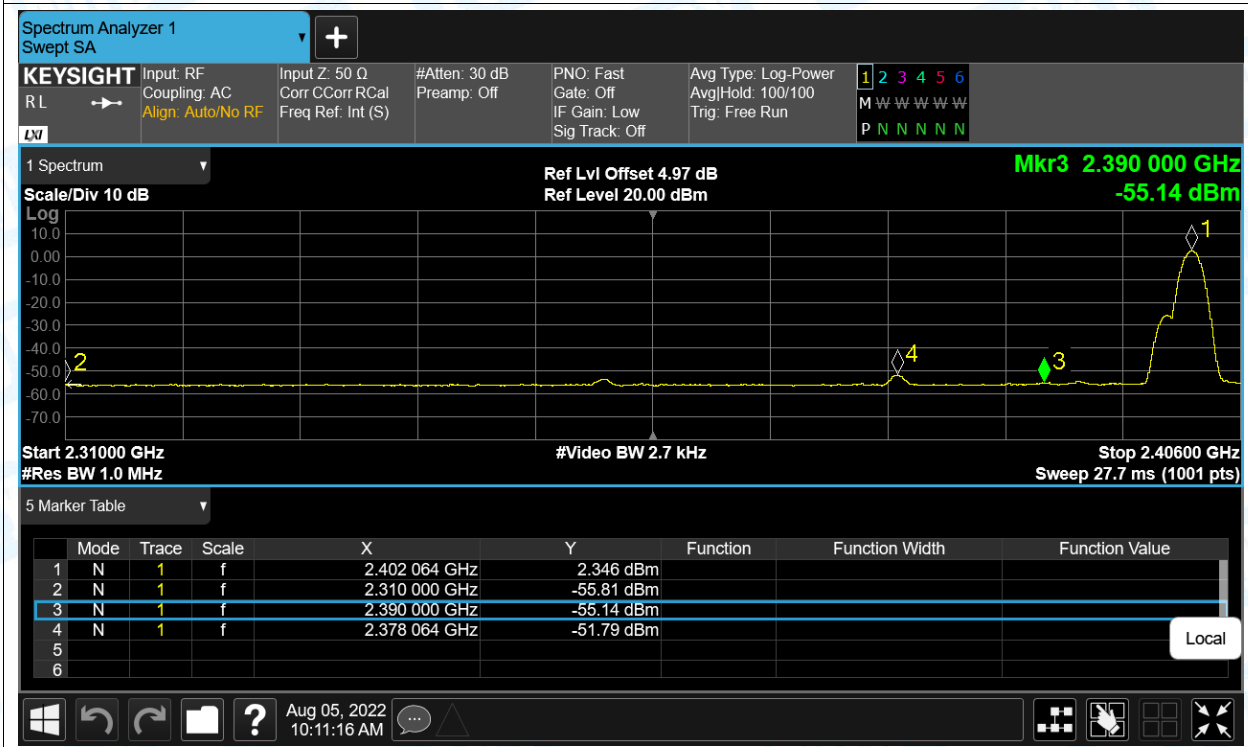 Spectrum Analyzer 1
Swept SA
KEYSIGHT
RL
LXI
Input: RF
Coupling: AC
Align: Auto/No RF
Input Z: 50 Ω
Corr CCorr RCal
Freq Ref: Int (S)
#Atten: 30 dB
Preamp: Off
PNO: Fast
Gate: Off
IF Gain: Low
Sig Track: Off
Avg Type: Log-Power
Avg|Hold: 100/100
Trig: Free Run
1 2 3 4 5 6
M W W W W W
P N N N N N
1 Spectrum
Scale/Div 10 dB
Ref Lvl Offset 4.97 dB
Ref Level 20.00 dBm
Mkr3 2.390 000 GHz
-55.14 dBm
Log
10.0
0.00
-10.0
-20.0
-30.0
-40.0
-50.0
-60.0
-70.0
1
2
4
3
Start 2.31000 GHz
#Res BW 1.0 MHz
#Video BW 2.7 kHz
Stop 2.40600 GHz
Sweep 27.7 ms (1001 pts)
5 Marker Table
Mode Trace Scale X Y Function Function Width Function Value
1 N 1 f 2.402 064 GHz 2.346 dBm
2 N 1 f 2.310 000 GHz -55.81 dBm
3 N 1 f 2.390 000 GHz -55.14 dBm
4 N 1 f 2.378 064 GHz -51.79 dBm
5
6
Local
?
Aug 05, 2022
10:11:16 AM